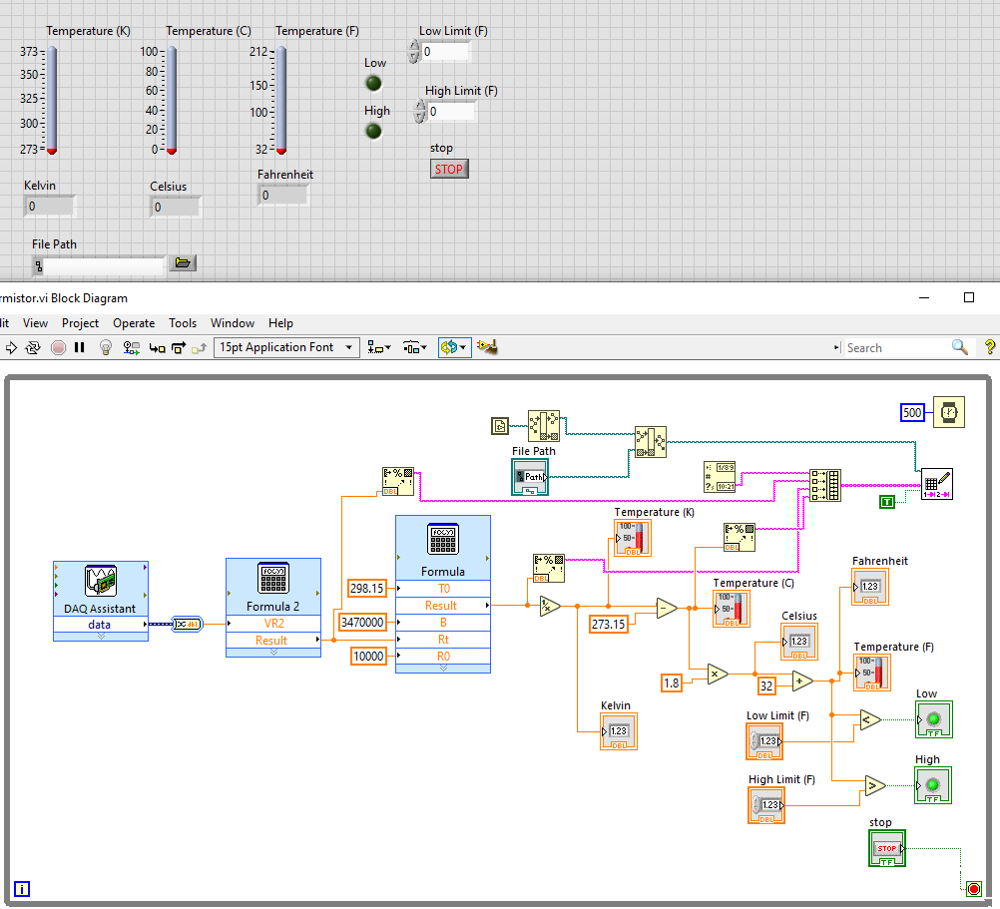 Temperature (K) Temperature (C) Temperature (F) Low Limit (F)
373 100 212 0
350 80 Low
325 60 150 High Limit (F)
300 40 100 High 0
20
273 0 32 stop
STOP
Kelvin Celsius Fahrenheit
0 0 0
File Path
rmistor.vi Block Diagram
lit View Project Operate Tools Window Help
15pt Application Font Search
500
File Path
Path
1/89
10:21
% DBL
T
Temperature (K)
100
50
DBL
Formula
DAQ Assistant
data
dbl
Formula 2
VR2
Result
298.15 T0
Result
3470000 B
Rt
10000 R0
% DBL
% DBL
1/x
273.15
Temperature (C)
100
50
DBL
Fahrenheit
1.23
DBL
Celsius
1.23
DBL
Temperature (F)
100
50
DBL
1.8
32
Kelvin
1.23
DBL
Low Limit (F)
1.23
DBL
Low
TF
High Limit (F)
1.23
DBL
High
TF
stop
STOP
TF
i